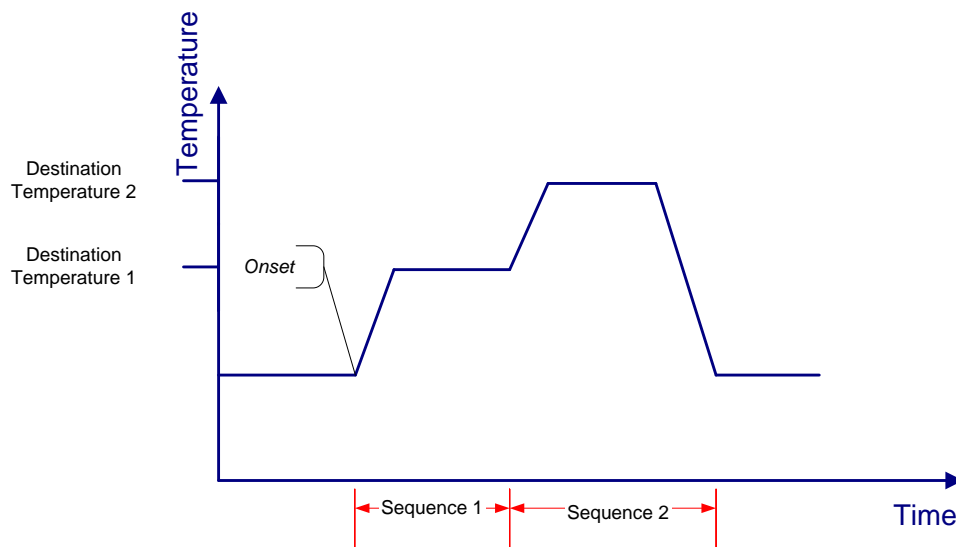 Temperature
Destination
Temperature 2
Destination
Temperature 1
Onset
Sequence 1
Sequence 2
Time